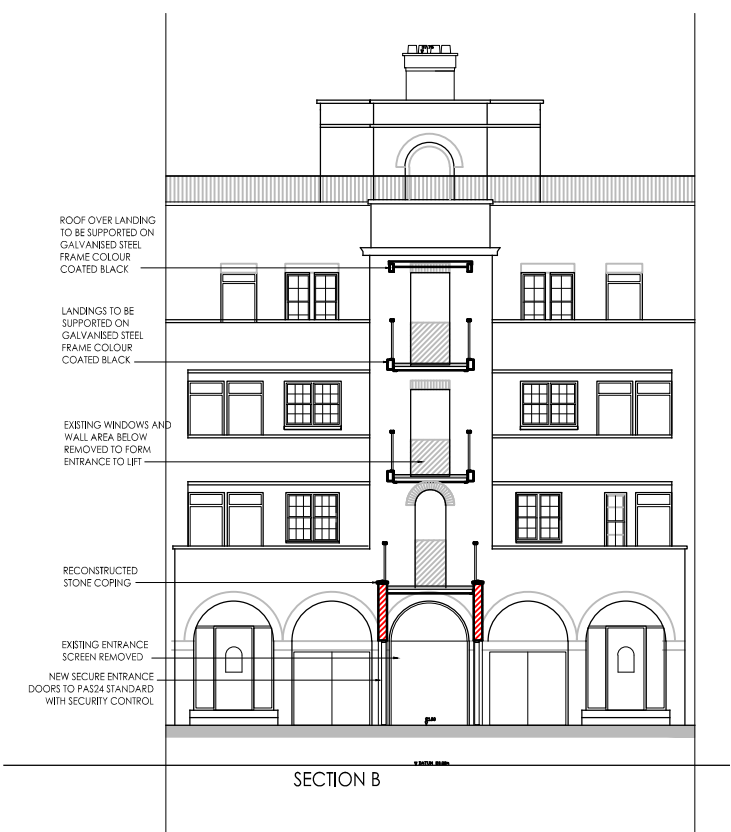 ROOF OVER LANDING
TO BE SUPPORTED ON
GALVANISED STEEL
FRAME COLOUR
COATED BLACK
LANDINGS TO BE
SUPPORTED ON
GALVANISED STEEL
FRAME COLOUR
COATED BLACK
EXISTING WINDOWS AND
WALL AREA BELOW
REMOVED TO FORM
ENTRANCE TO LIFT
RECONSTRUCTED
STONE COPING
EXISTING ENTRANCE
SCREEN REMOVED
NEW SECURE ENTRANCE
DOORS TO PAS24 STANDARD
WITH SECURITY CONTROL
DATUM
SECTION B